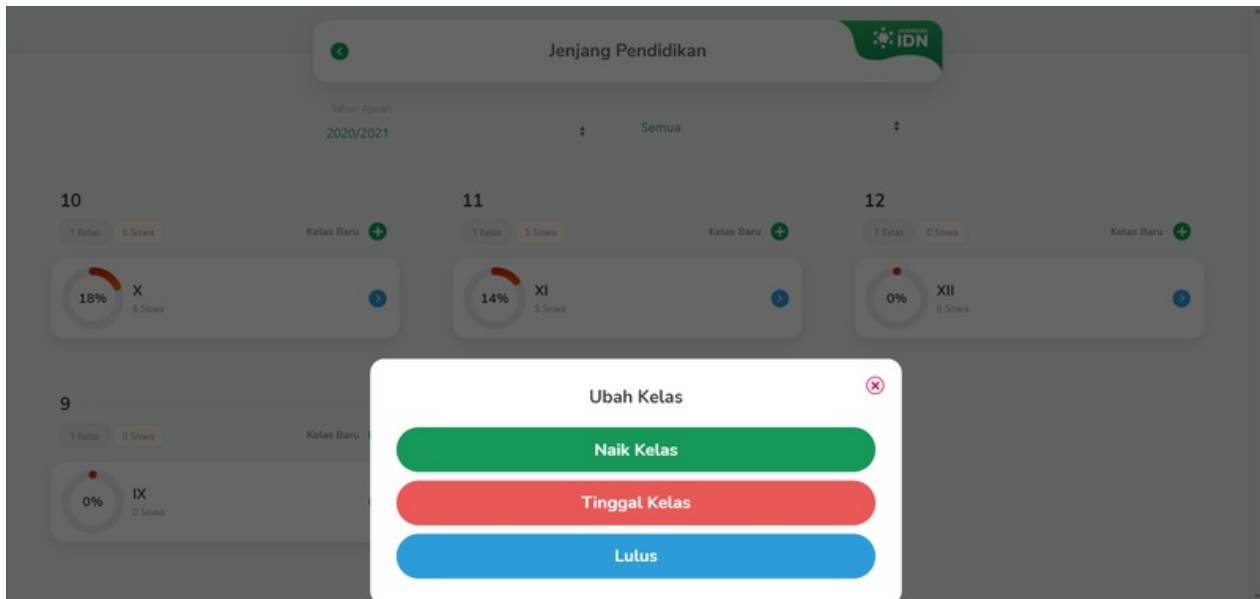 Jenjang Pendidikan
JARINGAN
IDN
Tahun Ajaran
2020/2021
Semua
10
1 Kelas
6 Siswa
Kelas Baru
18%
X
6 Siswa
11
1 Kelas
5 Siswa
Kelas Baru
14%
XI
5 Siswa
12
1 Kelas
0 Siswa
Kelas Baru
0%
XII
0 Siswa
9
1 Kelas
0 Siswa
Kelas Baru
0%
IX
0 Siswa
Ubah Kelas
Naik Kelas
Tinggal Kelas
Lulus